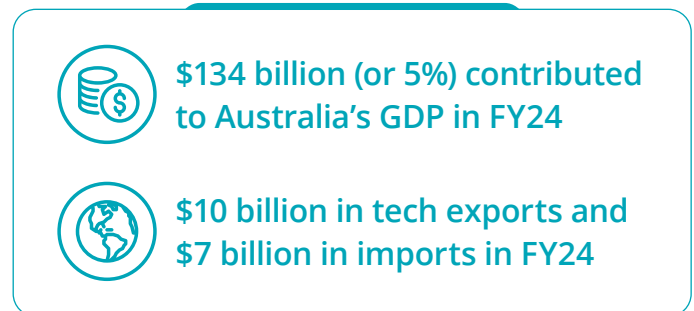 $134 billion (or 5%) contributed
to Australia’s GDP in FY24
$10 billion in tech exports and
$7 billion in imports in FY24